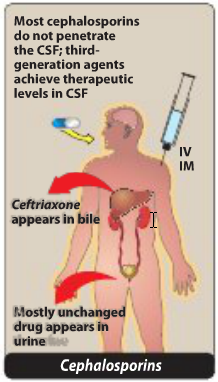 Most cephalosporins
do not penetrate
the CSF; third-
generation agents
achieve therapeutic
levels in CSF
IV
IM
Ceftriaxone
appears in bile
Mostly unchanged
drug appears in
urine
Cephalosporins